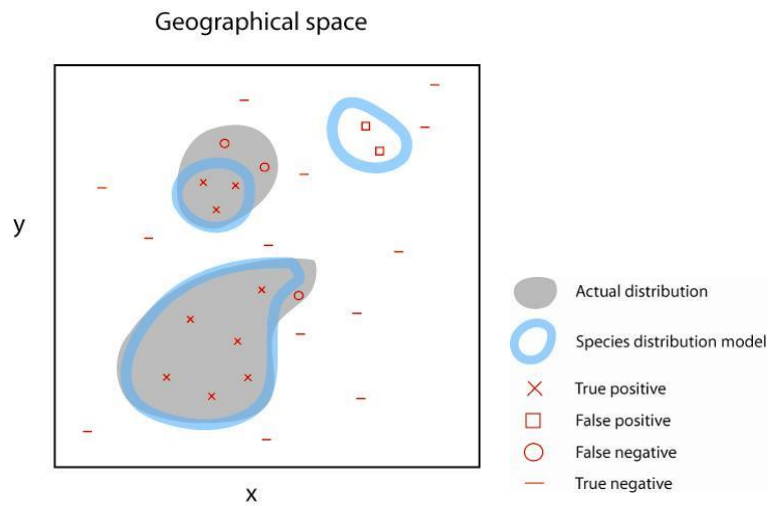 Geographical space
y
x
Actual distribution
Species distribution model
True positive
False positive
False negative
True negative